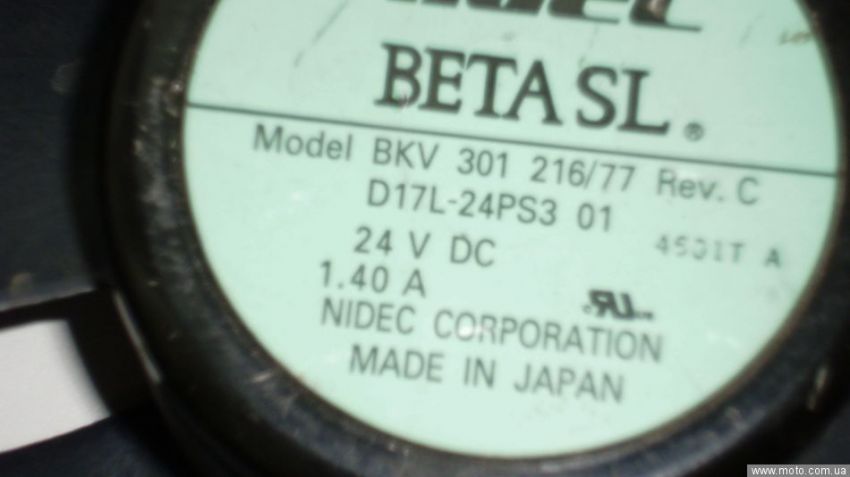 Nidec
BETA SL®
Model BKV 301 216/77 Rev. C
D17L-24PS3 01
24 V DC
1.40 A
NIDEC CORPORATION
MADE IN JAPAN
www.moto.com.ua